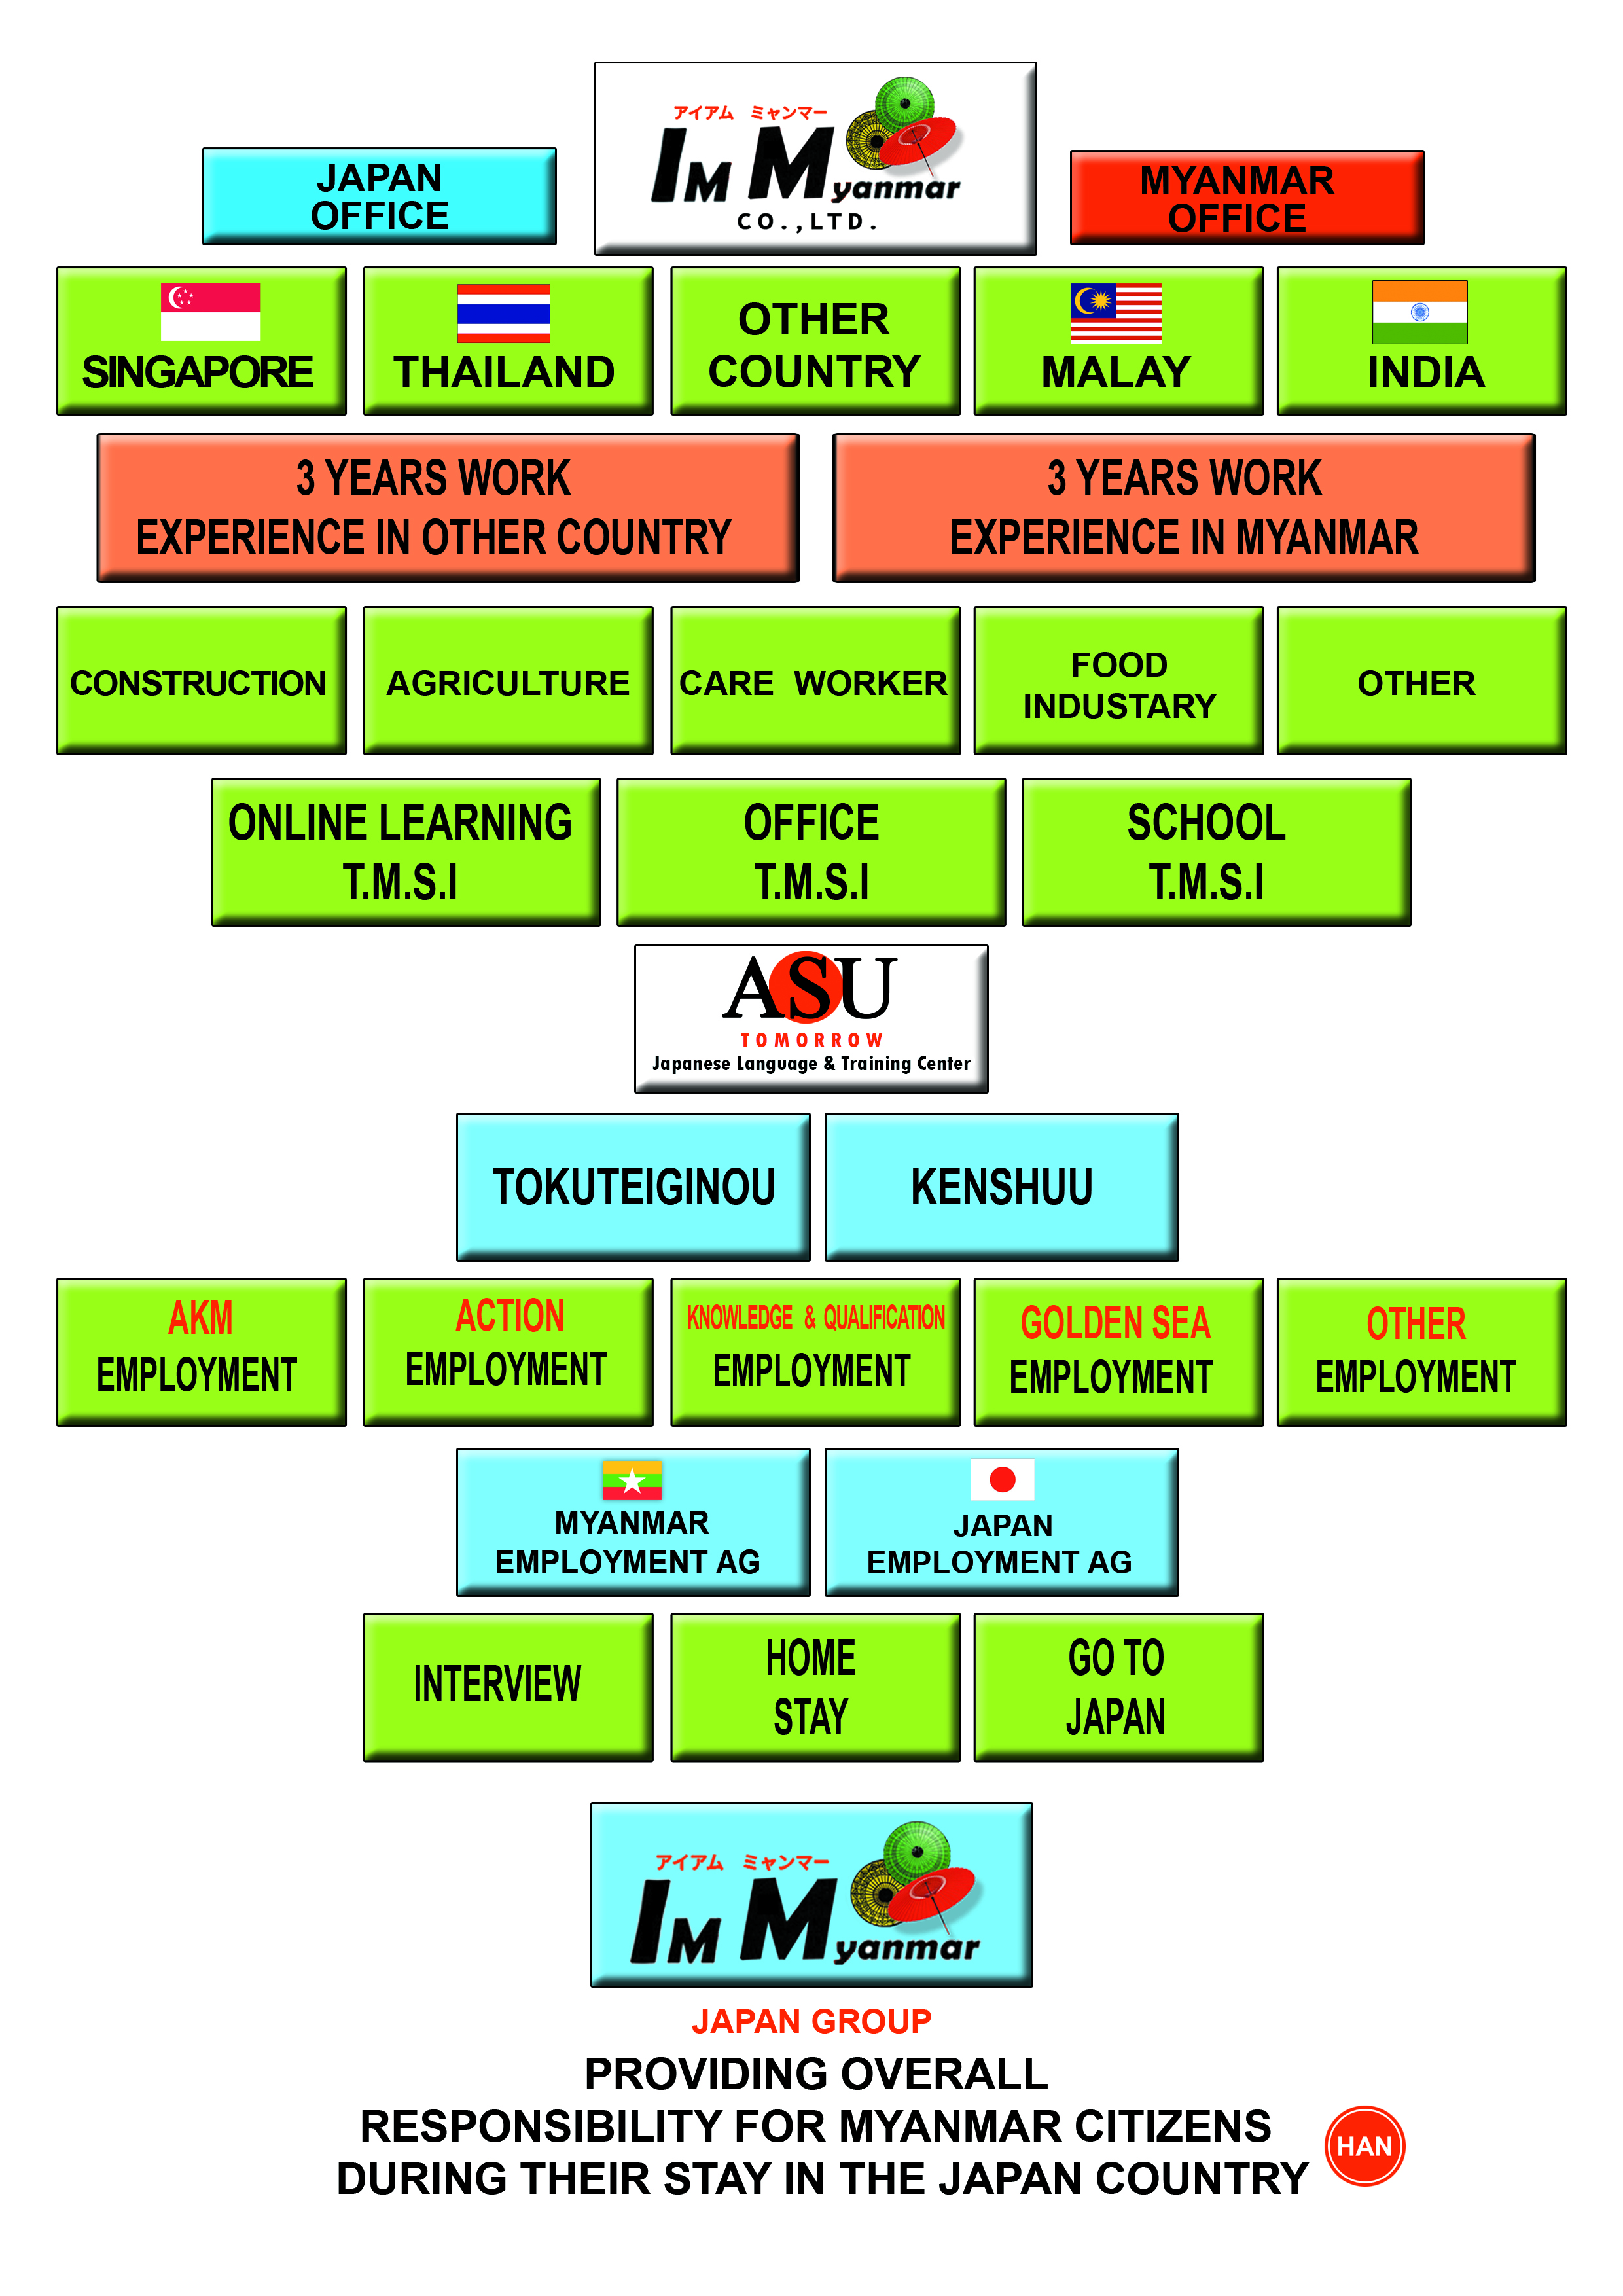 アイアム ミャンマー
IM Myanmar
CO.,LTD.
JAPAN
OFFICE
MYANMAR
OFFICE
SINGAPORE
THAILAND
OTHER
COUNTRY
MALAY
INDIA
3 YEARS WORK
EXPERIENCE IN OTHER COUNTRY
3 YEARS WORK
EXPERIENCE IN MYANMAR
CONSTRUCTION
AGRICULTURE
CARE WORKER
FOOD
INDUSTARY
OTHER
ONLINE LEARNING
T.M.S.I
OFFICE
T.M.S.I
SCHOOL
T.M.S.I
ASU
TOMORROW
Japanese Language & Training Center
TOKUTEIGINOU
KENSHUU
AKM
EMPLOYMENT
ACTION
EMPLOYMENT
KNOWLEDGE & QUALIFICATION
EMPLOYMENT
GOLDEN SEA
EMPLOYMENT
OTHER
EMPLOYMENT
MYANMAR
EMPLOYMENT AG
JAPAN
EMPLOYMENT AG
INTERVIEW
HOME
STAY
GO TO
JAPAN
アイアム ミャンマー
IM Myanmar
JAPAN GROUP
PROVIDING OVERALL
RESPONSIBILITY FOR MYANMAR CITIZENS
DURING THEIR STAY IN THE JAPAN COUNTRY
HAN